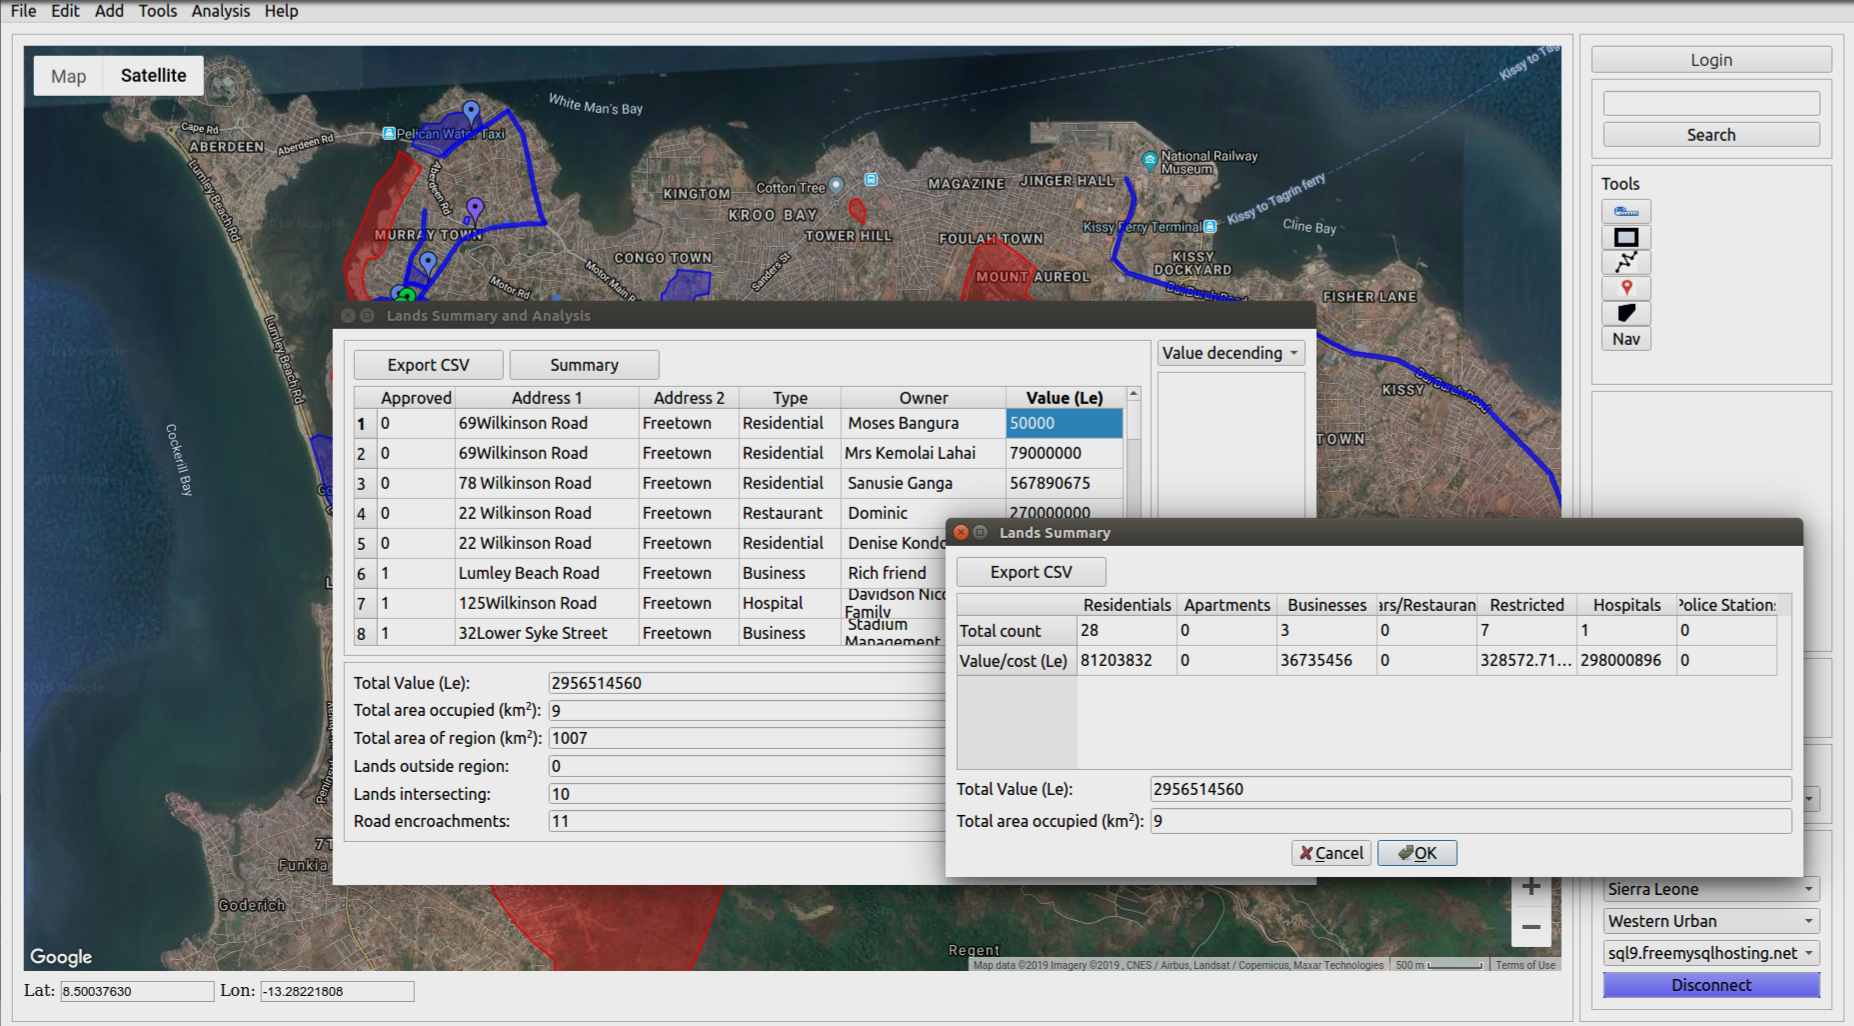 File Edit Add Tools Analysis Help
Map Satellite
Login
Search
Tools
Nav
White Man's Bay
Kissy to Tagrin ferry
Cape Rd
ABERDEEN
Aberdeen Rd
Pelican Water Taxi
Lumley Beach Rd
Aberdeen Rd
MURRAY TOWN
KINGTOM
Cotton Tree
KROO BAY
TOWER HILL
MAGAZINE
JINGER HALL
National Railway
Museum
FOULAH TOWN
Kissy Ferry Terminal
Cline Bay
CONGO TOWN
Sanders St
MOUNT AUREOL
KISSY
DOCKYARD
Motor Rd
FISHER LANE
Lumley Beach Rd
Cockerill Bay
KISSY
TOWN
Lands Summary and Analysis
Export CSV Summary
Value decending
Approved Address 1 Address 2 Type Owner Value (Le)
1 0 69Wilkinson Road Freetown Residential Moses Bangura 50000
2 0 69Wilkinson Road Freetown Residential Mrs Kemolai Lahai 79000000
3 0 78 Wilkinson Road Freetown Residential Sanusie Ganga 567890675
4 0 22 Wilkinson Road Freetown Restaurant Dominic 270000000
5 0 22 Wilkinson Road Freetown Residential Denise Kondo
6 1 Lumley Beach Road Freetown Business Rich friend
7 1 125Wilkinson Road Freetown Hospital Davidson Nico Family
8 1 32Lower Syke Street Freetown Business Stadium Management
Total Value (Le): 2956514560
Total area occupied (km²): 9
Total area of region (km²): 1007
Lands outside region: 0
Lands intersecting: 10
Road encroachments: 11
Lands Summary
Export CSV
Residentials Apartments Businesses ars/Restauran Restricted Hospitals Police Stations
Total count 28 0 3 0 7 1 0
Value/cost (Le) 81203832 0 36735456 0 328572.71... 298000896 0
Total Value (Le): 2956514560
Total area occupied (km²): 9
Cancel OK
Funkia
Goderich
Regent
Google
Map data ©2019 Imagery ©2019 , CNES / Airbus, Landsat / Copernicus, Maxar Technologies 500 m Terms of Use
Sierra Leone
Western Urban
sql9.freemysqlhosting.net
Disconnect
Lat: 8.50037630 Lon: -13.28221808